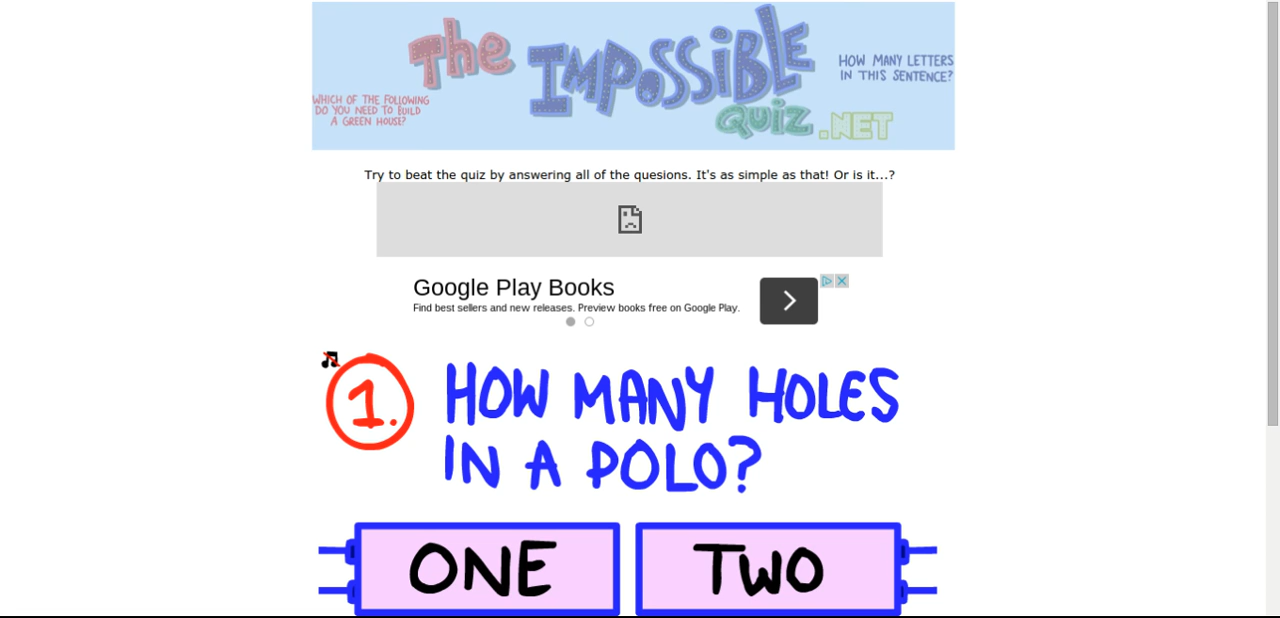 The IMPOSSIBLE
QUIZ .NET
HOW MANY LETTERS
IN THIS SENTENCE?
WHICH OF THE FOLLOWING
DO YOU NEED TO BUILD
A GREEN HOUSE?
Try to beat the quiz by answering all of the quesions. It's as simple as that! Or is it...?
Google Play Books
Find best sellers and new releases. Preview books free on Google Play.
1. HOW MANY HOLES
IN A POLO?
ONE TWO